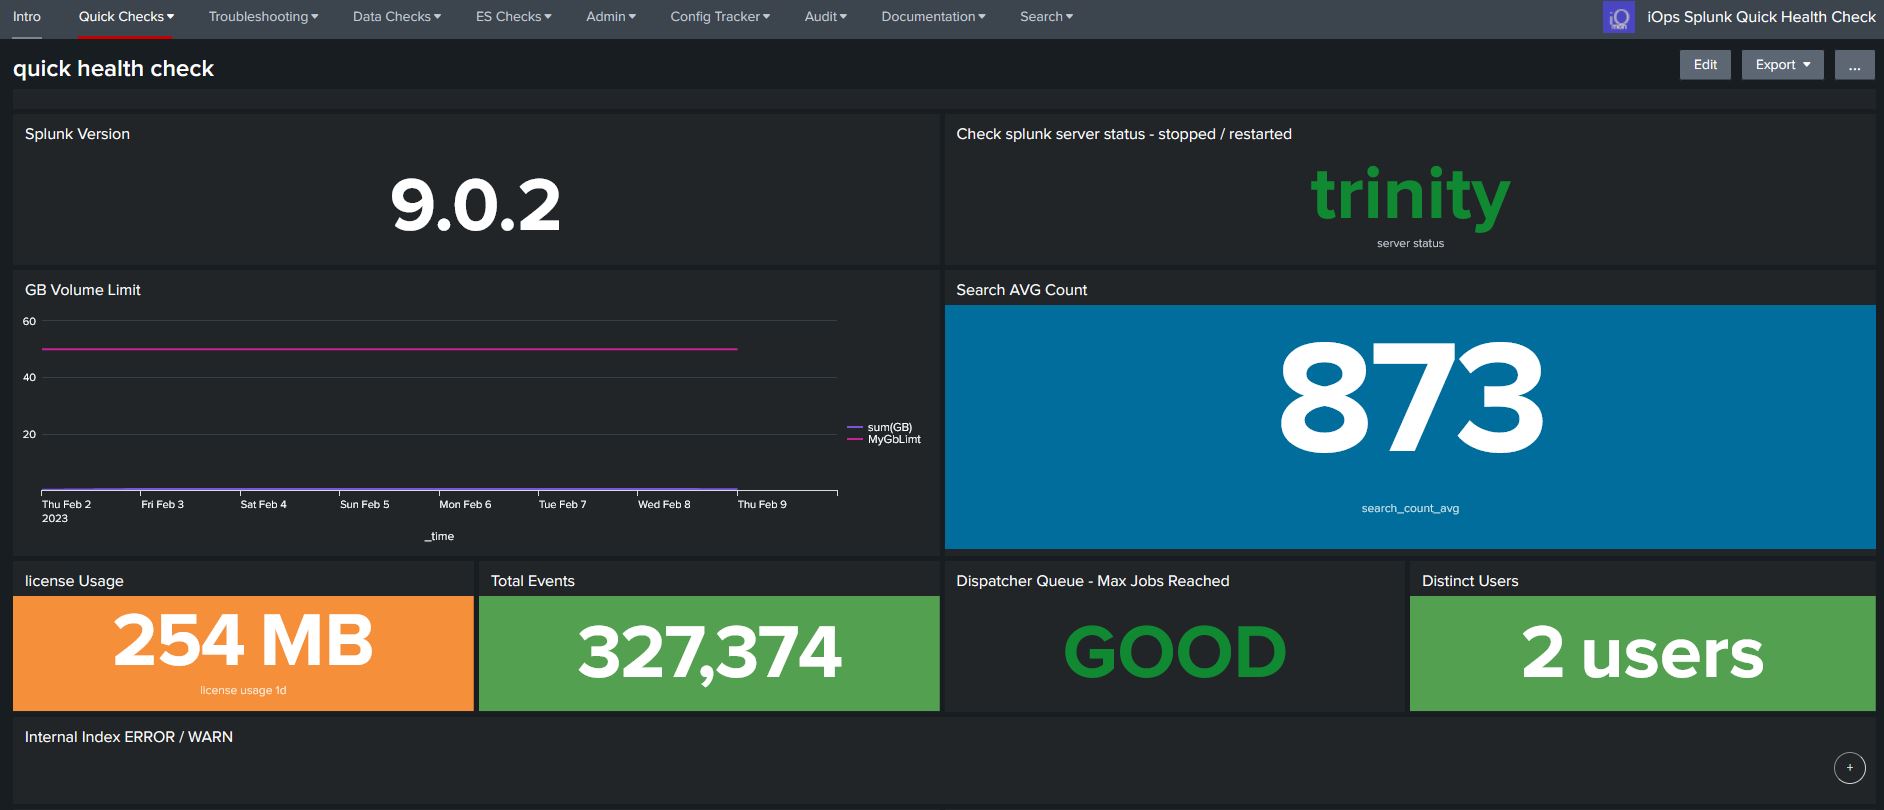 Intro Quick Checks Troubleshooting Data Checks ES Checks Admin Config Tracker Audit Documentation Search iOps Splunk Quick Health Check
quick health check
Edit Export ...
Splunk Version
9.0.2
Check splunk server status - stopped / restarted
trinity
server status
GB Volume Limit
60
40
20
sum(GB)
MyGbLimt
Thu Feb 2 Fri Feb 3 Sat Feb 4 Sun Feb 5 Mon Feb 6 Tue Feb 7 Wed Feb 8 Thu Feb 9
2023
_time
Search AVG Count
873
search_count_avg
license Usage
254 MB
license usage 1d
Total Events
327,374
Dispatcher Queue - Max Jobs Reached
GOOD
Distinct Users
2 users
Internal Index ERROR / WARN
+